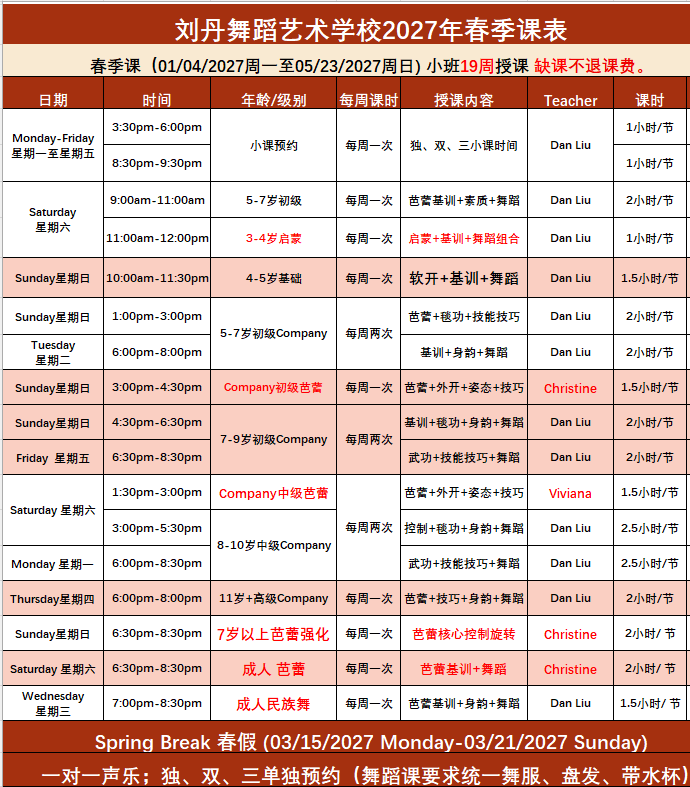 刘丹舞蹈艺术学校2027年春季课表
春季课（01/04/2027周一至05/23/2027周日) 小班19周授课 缺课不退课费。
日期 时间 年龄/级别 每周课时 授课内容 Teacher 课时
Monday-Friday
星期一至星期五
3:30pm-6:00pm
8:30pm-9:30pm
小课预约 每周一次 独、双、三小课时间 Dan Liu
1小时/节
1小时/节
Saturday
星期六
9:00am-11:00am 5-7岁初级 每周一次 芭蕾基训+素质+舞蹈 Dan Liu 2小时/节
11:00am-12:00pm 3-4岁启蒙 每周一次 启蒙+基训+舞蹈组合 Dan Liu 1小时/节
Sunday星期日 10:00am-11:30pm 4-5岁基础 每周一次 软开+基训+舞蹈 Dan Liu 1.5小时/节
Sunday星期日 1:00pm-3:00pm 5-7岁初级Company 每周两次 芭蕾+毯功+技能技巧 Dan Liu 2小时/节
Tuesday
星期二
6:00pm-8:00pm 基训+身韵+舞蹈 Dan Liu 2小时/节
Sunday星期日 3:00pm-4:30pm Company初级芭蕾 每周一次 芭蕾+外开+姿态+技巧 Christine 1.5小时/节
Sunday星期日 4:30pm-6:30pm 7-9岁初级Company 每周两次 基训+毯功+身韵+舞蹈 Dan Liu 2小时/节
Friday 星期五 6:30pm-8:30pm 武功+技能技巧+舞蹈 Dan Liu 2小时/节
Saturday 星期六 1:30pm-3:00pm Company中级芭蕾 每周两次 芭蕾+外开+姿态+技巧 Viviana 1.5小时/节
3:00pm-5:30pm 8-10岁中级Company 控制+毯功+身韵+舞蹈 Dan Liu 2.5小时/节
Monday 星期一 6:00pm-8:30pm 武功+技能技巧+舞蹈 Dan Liu 2.5小时/节
Thursday星期四 6:00pm-8:00pm 11岁+高级Company 每周一次 芭蕾+技巧+身韵+舞蹈 Dan Liu 2小时/节
Sunday星期日 6:30pm-8:30pm 7岁以上芭蕾强化 每周一次 芭蕾核心控制旋转 Christine 2小时/ 节
Saturday 星期六 6:30pm-8:30pm 成人 芭蕾 每周一次 芭蕾基训+舞蹈 Christine 2小时/ 节
Wednesday
星期三
7:00pm-8:30pm 成人民族舞 每周一次 芭蕾基训+身韵+舞蹈 Dan Liu 1.5小时/ 节
Spring Break 春假 (03/15/2027 Monday-03/21/2027 Sunday)
一对一声乐；独、双、三单独预约（舞蹈课要求统一舞服、盘发、带水杯）